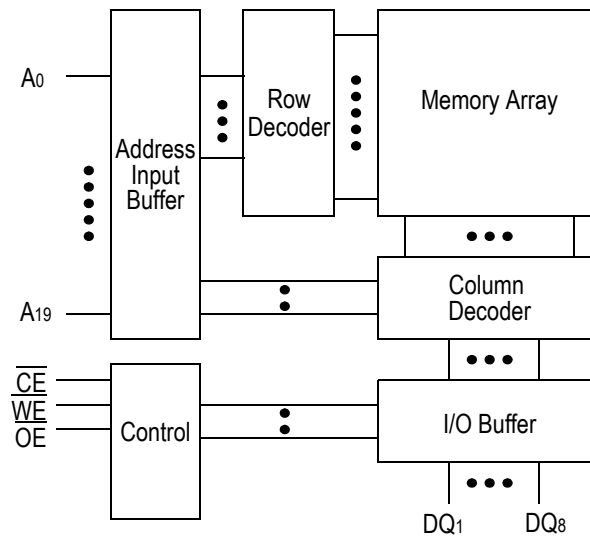 A0
Address
Input
Buffer
Row
Decoder
Memory Array
A19
Column
Decoder
CE
WE
OE
Control
I/O Buffer
DQ1
DQ8